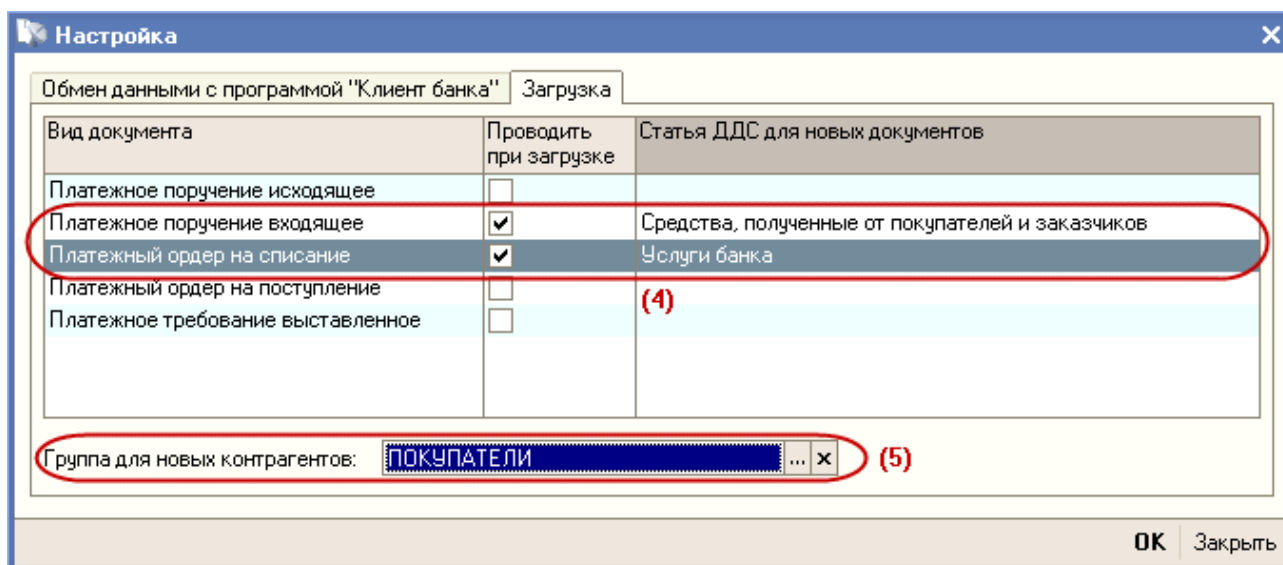 Настройка
Обмен данными с программой "Клиент банка" Загрузка
Вид документа Проводить при загрузке Статья ДДС для новых документов
Платежное поручение исходящее
Платежное поручение входящее Средства, полученные от покупателей и заказчиков
Платежный ордер на списание Услуги банка
Платежный ордер на поступление
(4)
Платежное требование выставленное
Группа для новых контрагентов: ПОКУПАТЕЛИ ... x (5)
OK Закрыть